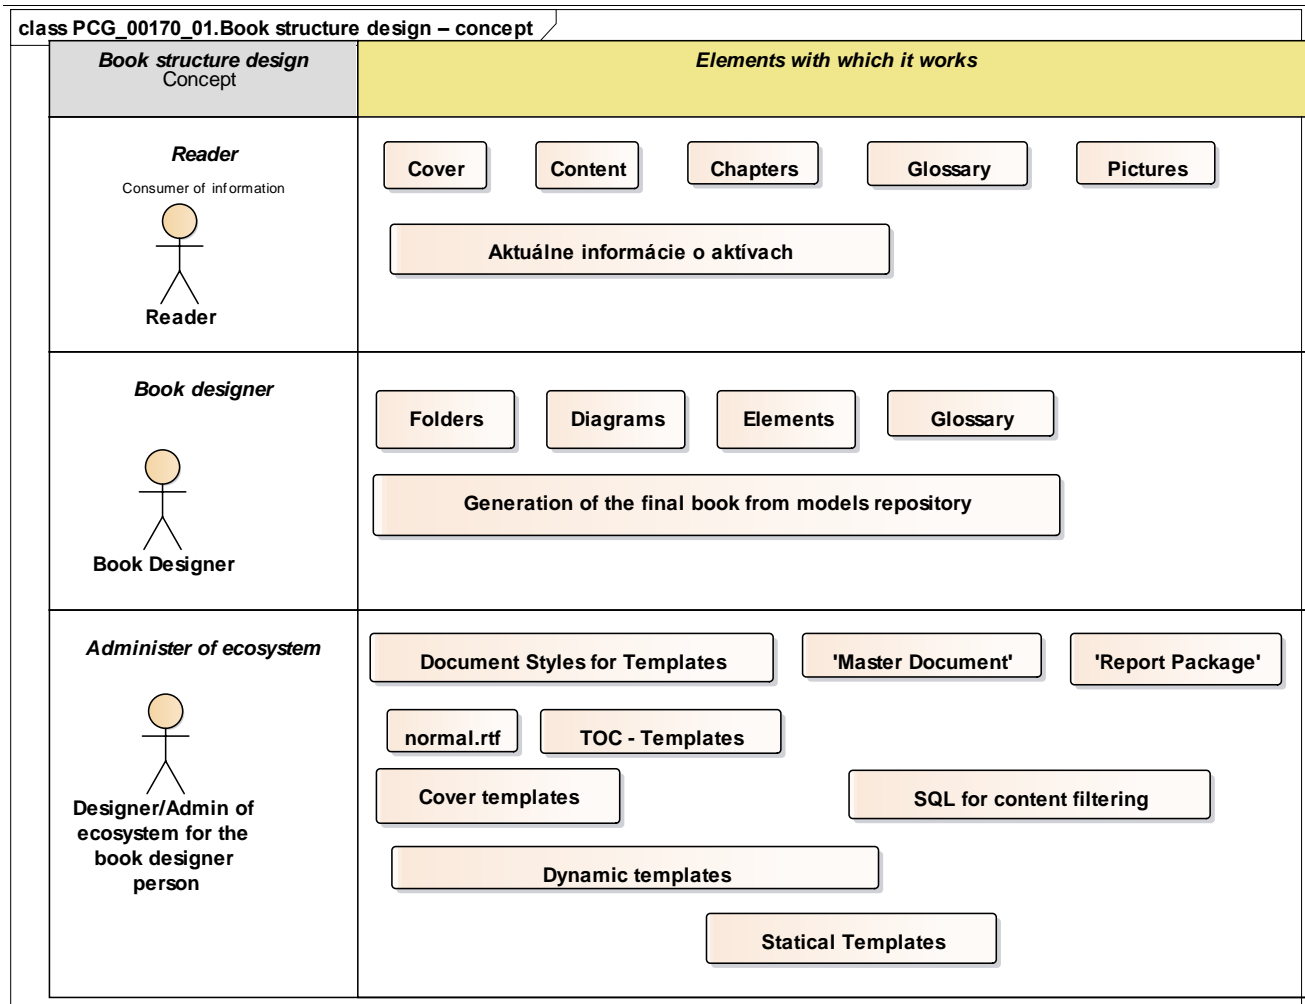 class PCG_00170_01.Book structure design – concept
Book structure design
Concept
Elements with which it works
Reader
Consumer of information
Reader
Cover
Content
Chapters
Glossary
Pictures
Aktuálne informácie o aktívach
Book designer
Book Designer
Folders
Diagrams
Elements
Glossary
Generation of the final book from models repository
Administer of ecosystem
Designer/Admin of
ecosystem for the
book designer
person
Document Styles for Templates
'Master Document'
'Report Package'
normal.rtf
TOC - Templates
Cover templates
SQL for content filtering
Dynamic templates
Statical Templates